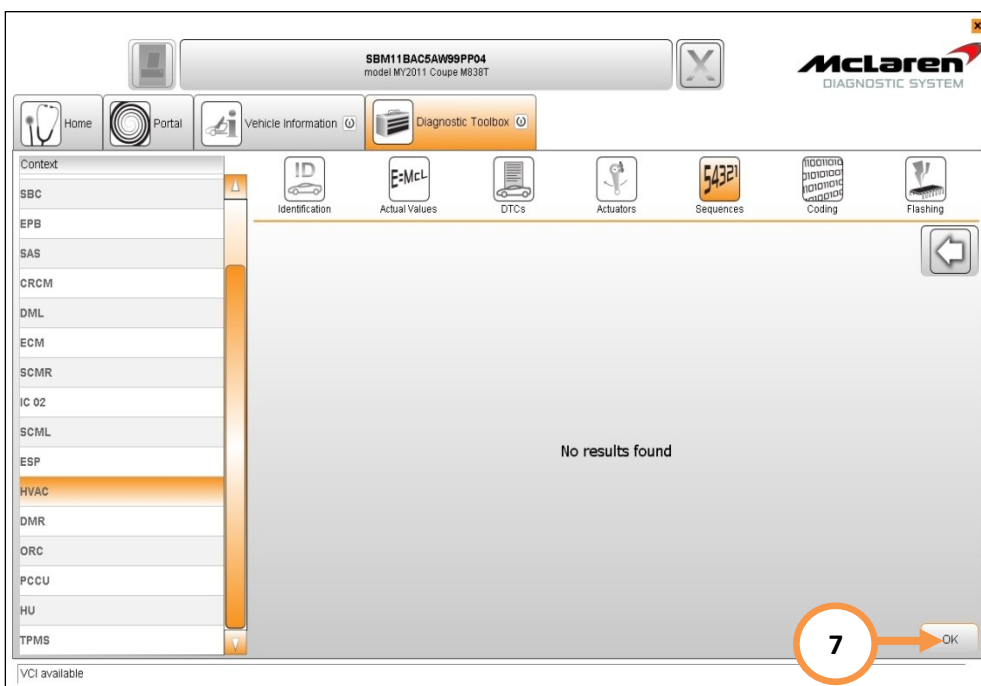 SBM11BAC5AW99PP04
model MY2011 Coupe M838T
X
McLaren
DIAGNOSTIC SYSTEM
Home
Portal
Vehicle Information
Diagnostic Toolbox
Context
SBC
EPB
SAS
CRCM
DML
ECM
SCMR
IC 02
SCML
ESP
HVAC
DMR
ORC
PCCU
HU
TPMS
ID
Identification
E=McL
Actual Values
DTCs
Actuators
54321
Sequences
Coding
Flashing
No results found
7
OK
VCI available